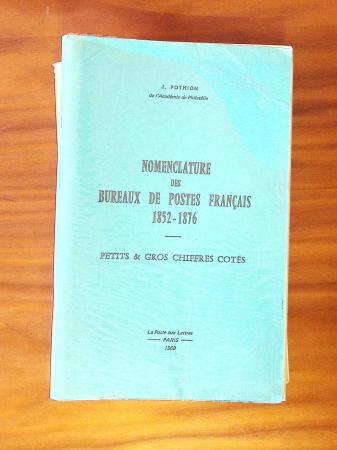 J. POTHION
de l'Académie de Philatélie
NOMENCLATURE
DES
BUREAUX DE POSTES FRANÇAIS
1852-1876
PETITS & GROS CHIFFRES COTÉS
La Poste aux Lettres
PARIS
1969